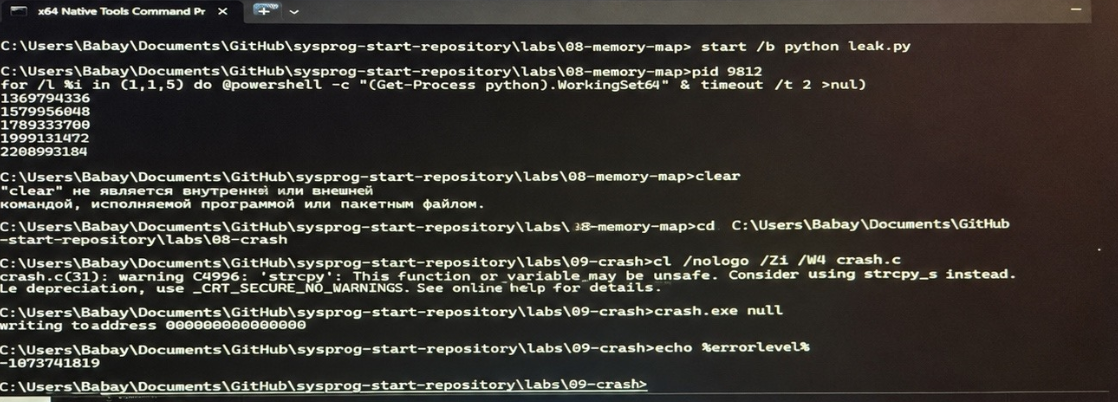 x64 Native Tools Command Pr
C:\Users\Babay\Documents\GitHub\sysprog-start-repository\labs\08-memory-map> start /b python leak.py
C:\Users\Babay\Documents\GitHub\sysprog-start-repository\labs\08-memory-map>pid 9812
for /l %i in (1,1,5) do @powershell -c "(Get-Process python).WorkingSet64" & timeout /t 2 >nul)
1369794336
1579956048
1789333700
1999131472
2208993184
C:\Users\Babay\Documents\GitHub\sysprog-start-repository\labs\08-memory-map>clear
"clear" не является внутренней или внешней
командой, исполняемой программой или пакетным файлом.
C:\Users\Babay\Documents\GitHub\sysprog-start-repository\labs\38-memory-map>cd C:\Users\Babay\Documents\GitHub
-start-repository\labs\08-crash
C:\Users\Babay\Documents\GitHub\sysprog-start-repository\labs\09-crash>cl /nologo /Zi /W4 crash.c
crash.c(31): warning C4996: 'strcpy': This function or variable may be unsafe. Consider using strcpy_s instead.
Le depreciation, use _CRT_SECURE_NO_WARNINGS. See online help for details.
C:\Users\Babay\Documents\GitHub\sysprog-start-repository\labs\09-crash>crash.exe null
writing to address 000000000000000
C:\Users\Babay\Documents\GitHub\sysprog-start-repository\labs\09-crash>echo %errorlevel%
-1073741819
C:\Users\Babay\Documents\GitHub\sysprog-start-repository\labs\09-crash>